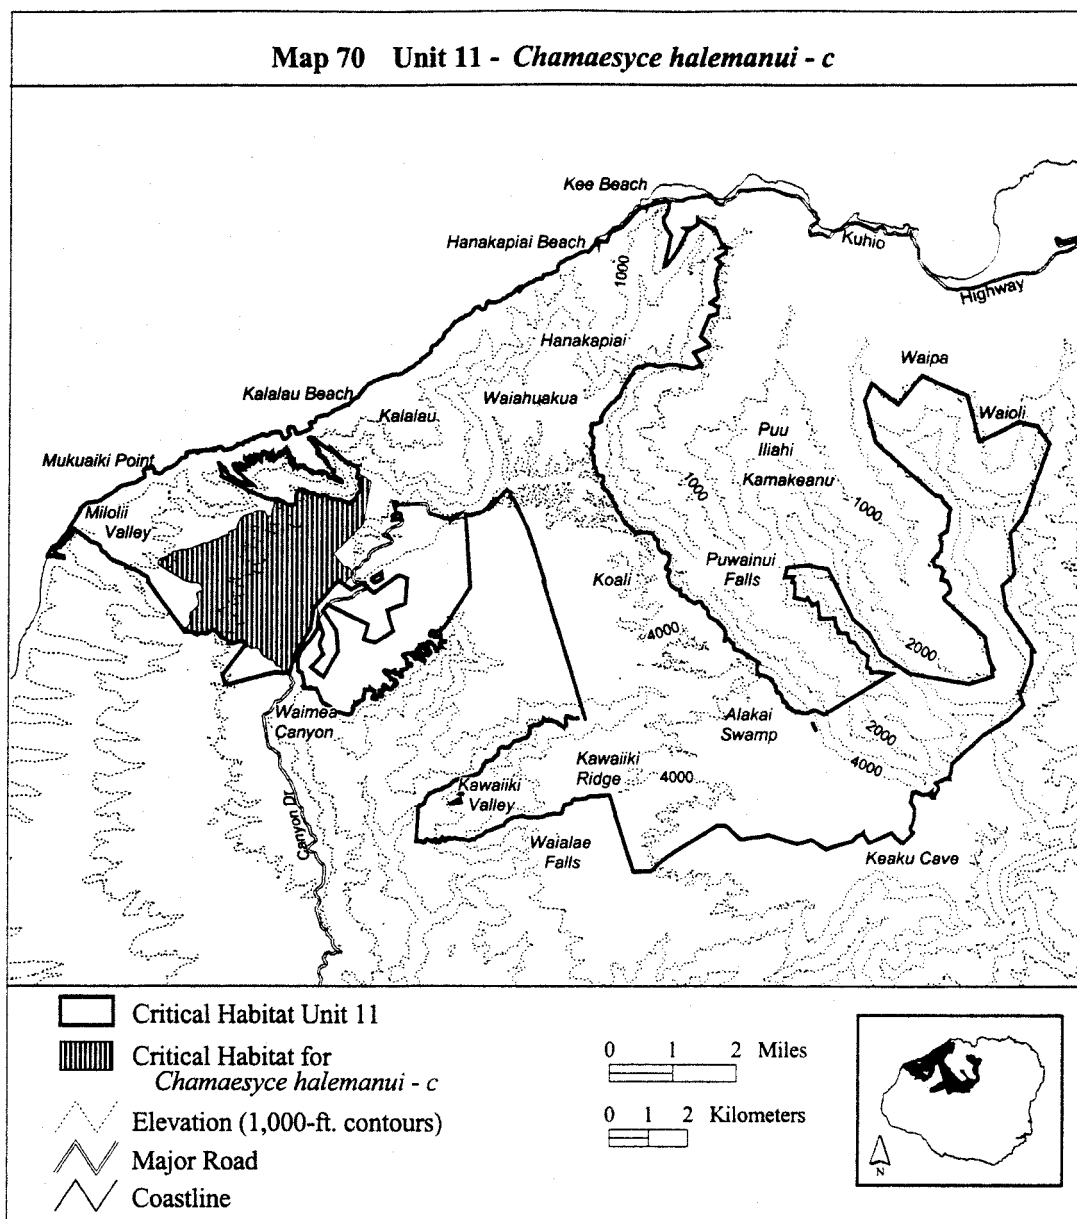 Map 70 Unit 11 - Chamaesyce halemanui - c
Kee Beach
Hanakapiai Beach
Kuhio
Highway
1000
Hanakapiai
Waipa
Kalalau Beach
Waiahuakua
Kalalau
Waioli
Puu
Iliahi
Mukuaiki Point
Kamakeanu
1000
1000
Milolii
Valley
Puwainui
Falls
Koali
4000
2000
Waimea
Canyon
Alakai
Swamp
2000
4000
Kawaiiki
Ridge
4000
Kawaiiki
Valley
Canyon Dr
Waialae
Falls
Keaku Cave
Critical Habitat Unit 11
Critical Habitat for
Chamaesyce halemanui - c
Elevation (1,000-ft. contours)
Major Road
Coastline
0 1 2 Miles
0 1 2 Kilometers
N